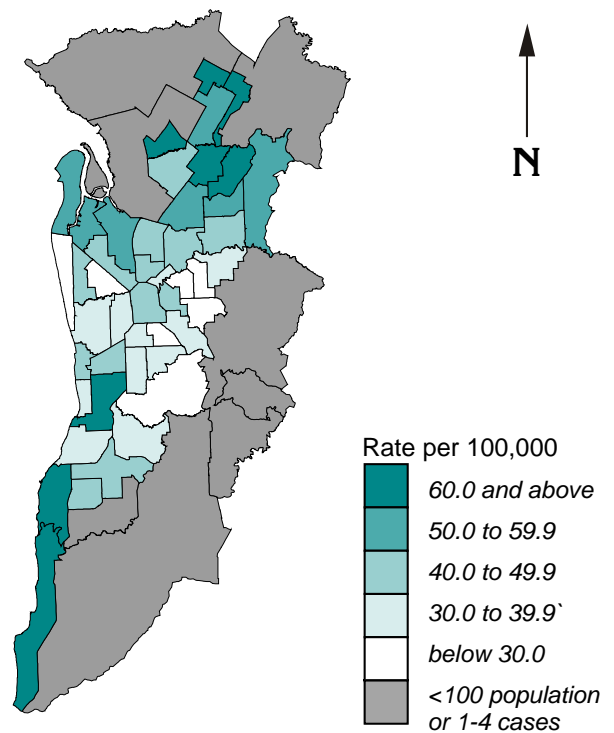 N
Rate per 100,000
60.0 and above
50.0 to 59.9
40.0 to 49.9
30.0 to 39.9`
below 30.0
<100 population
or 1-4 cases